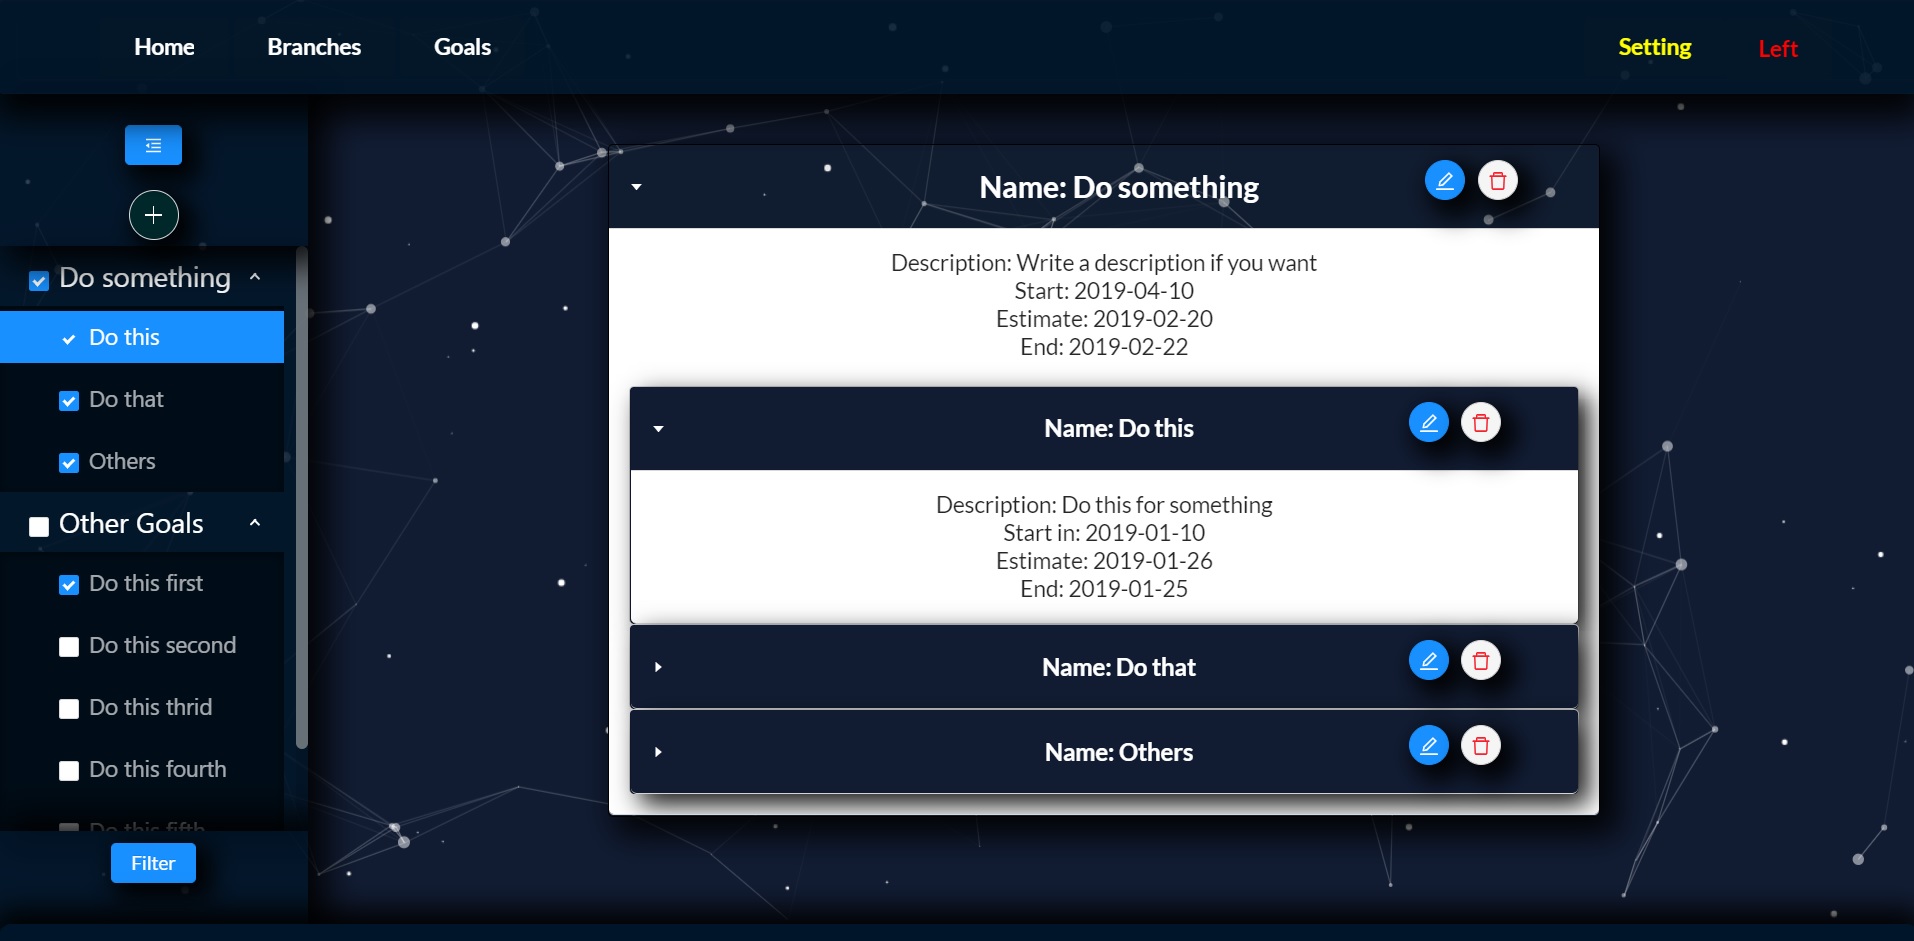 Home Branches Goals Setting Left
Do something
Do this
Do that
Others
Other Goals
Do this first
Do this second
Do this thrid
Do this fourth
Do this fifth
Filter
Name: Do something
Description: Write a description if you want
Start: 2019-04-10
Estimate: 2019-02-20
End: 2019-02-22
Name: Do this
Description: Do this for something
Start in: 2019-01-10
Estimate: 2019-01-26
End: 2019-01-25
Name: Do that
Name: Others